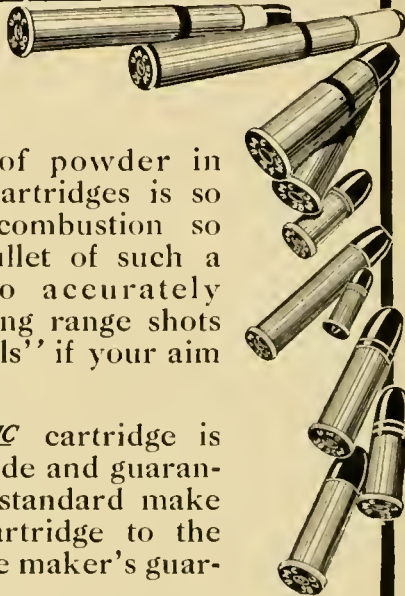 of powder in
artridges is so
combustion so
ullet of such a
o accurately
ng range shots
ls” if your aim
C cartridge is
de and guaran-
standard make
artridge to the
e maker's guar-